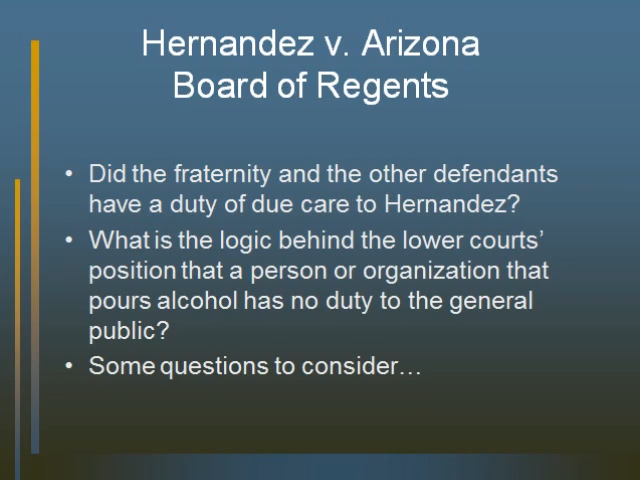 Hernandez v. Arizona
Board of Regents
• Did the fraternity and the other defendants
have a duty of due care to Hernandez?
• What is the logic behind the lower courts’
position that a person or organization that
pours alcohol has no duty to the general
public?
• Some questions to consider…